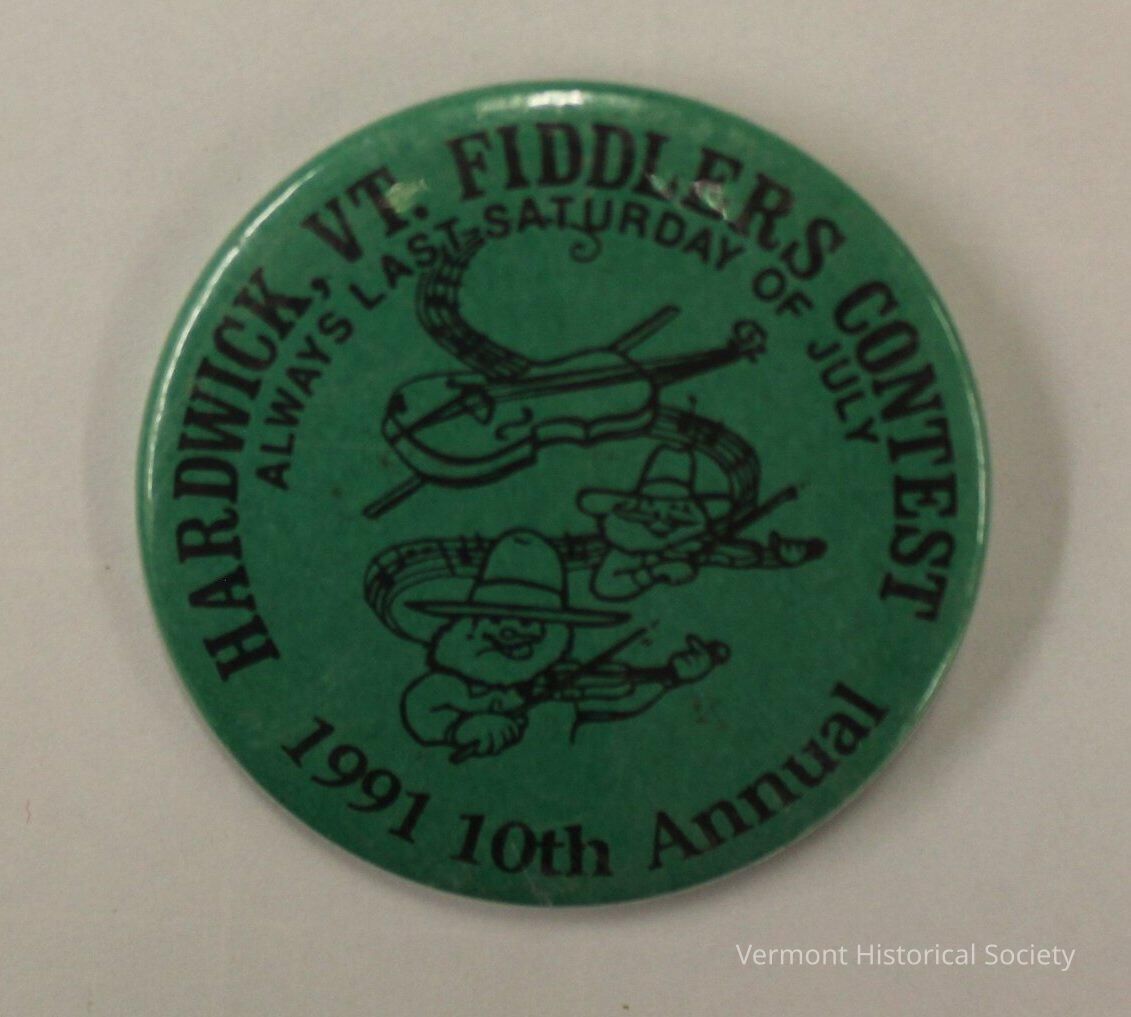 HARDWICK, VT. FIDDLERS CONTEST
ALWAYS LAST SATURDAY OF JULY
1991 10th Annual
Vermont Historical Society